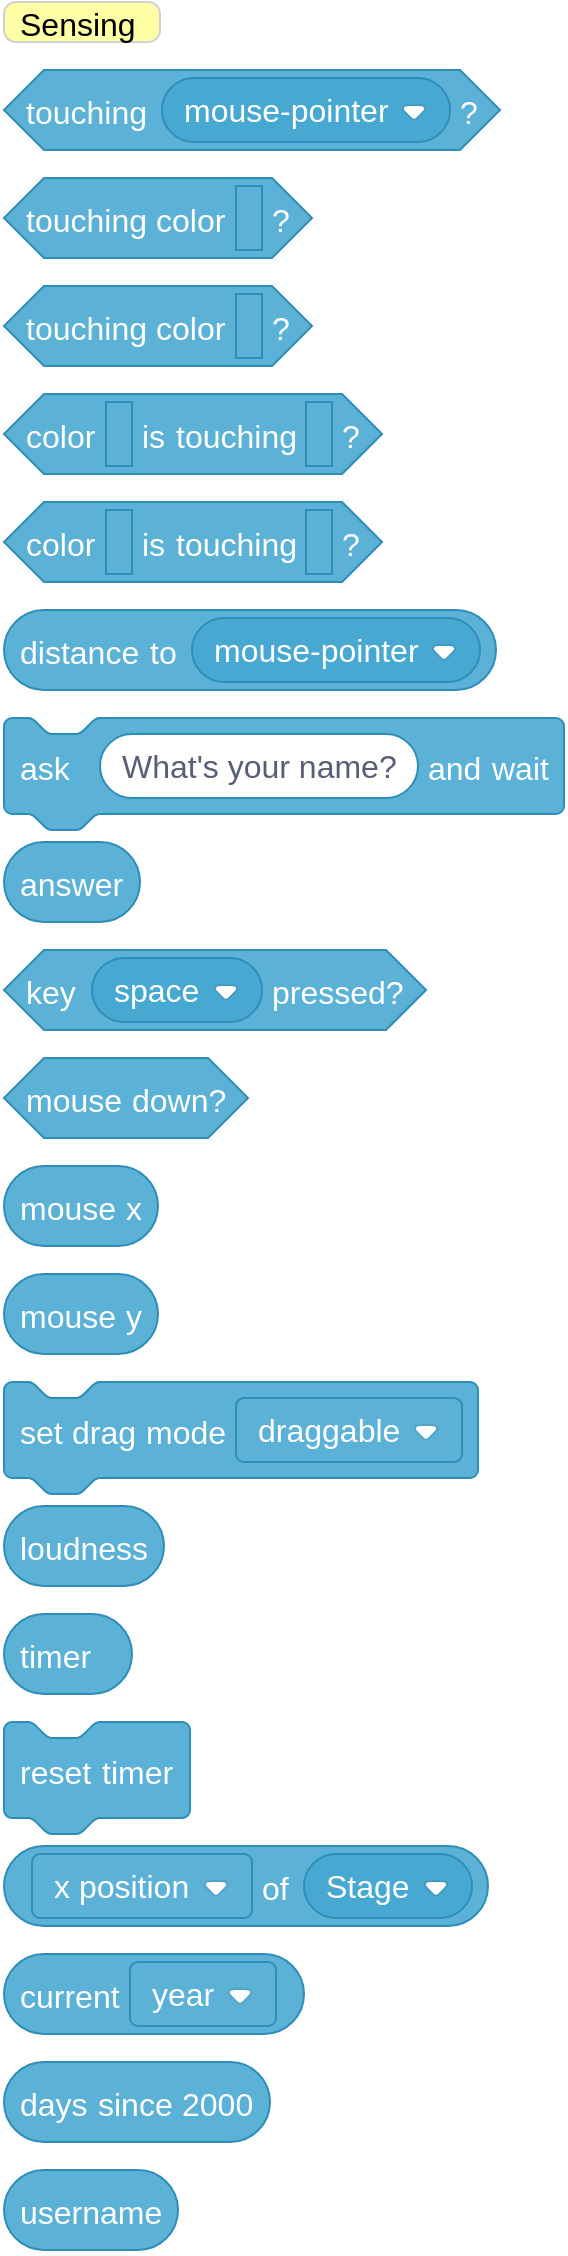 Sensing
touching mouse-pointer ?
touching color ?
touching color ?
color is touching ?
color is touching ?
distance to mouse-pointer
ask What's your name? and wait
answer
key space pressed?
mouse down?
mouse x
mouse y
set drag mode draggable
loudness
timer
reset timer
x position of Stage
current year
days since 2000
username